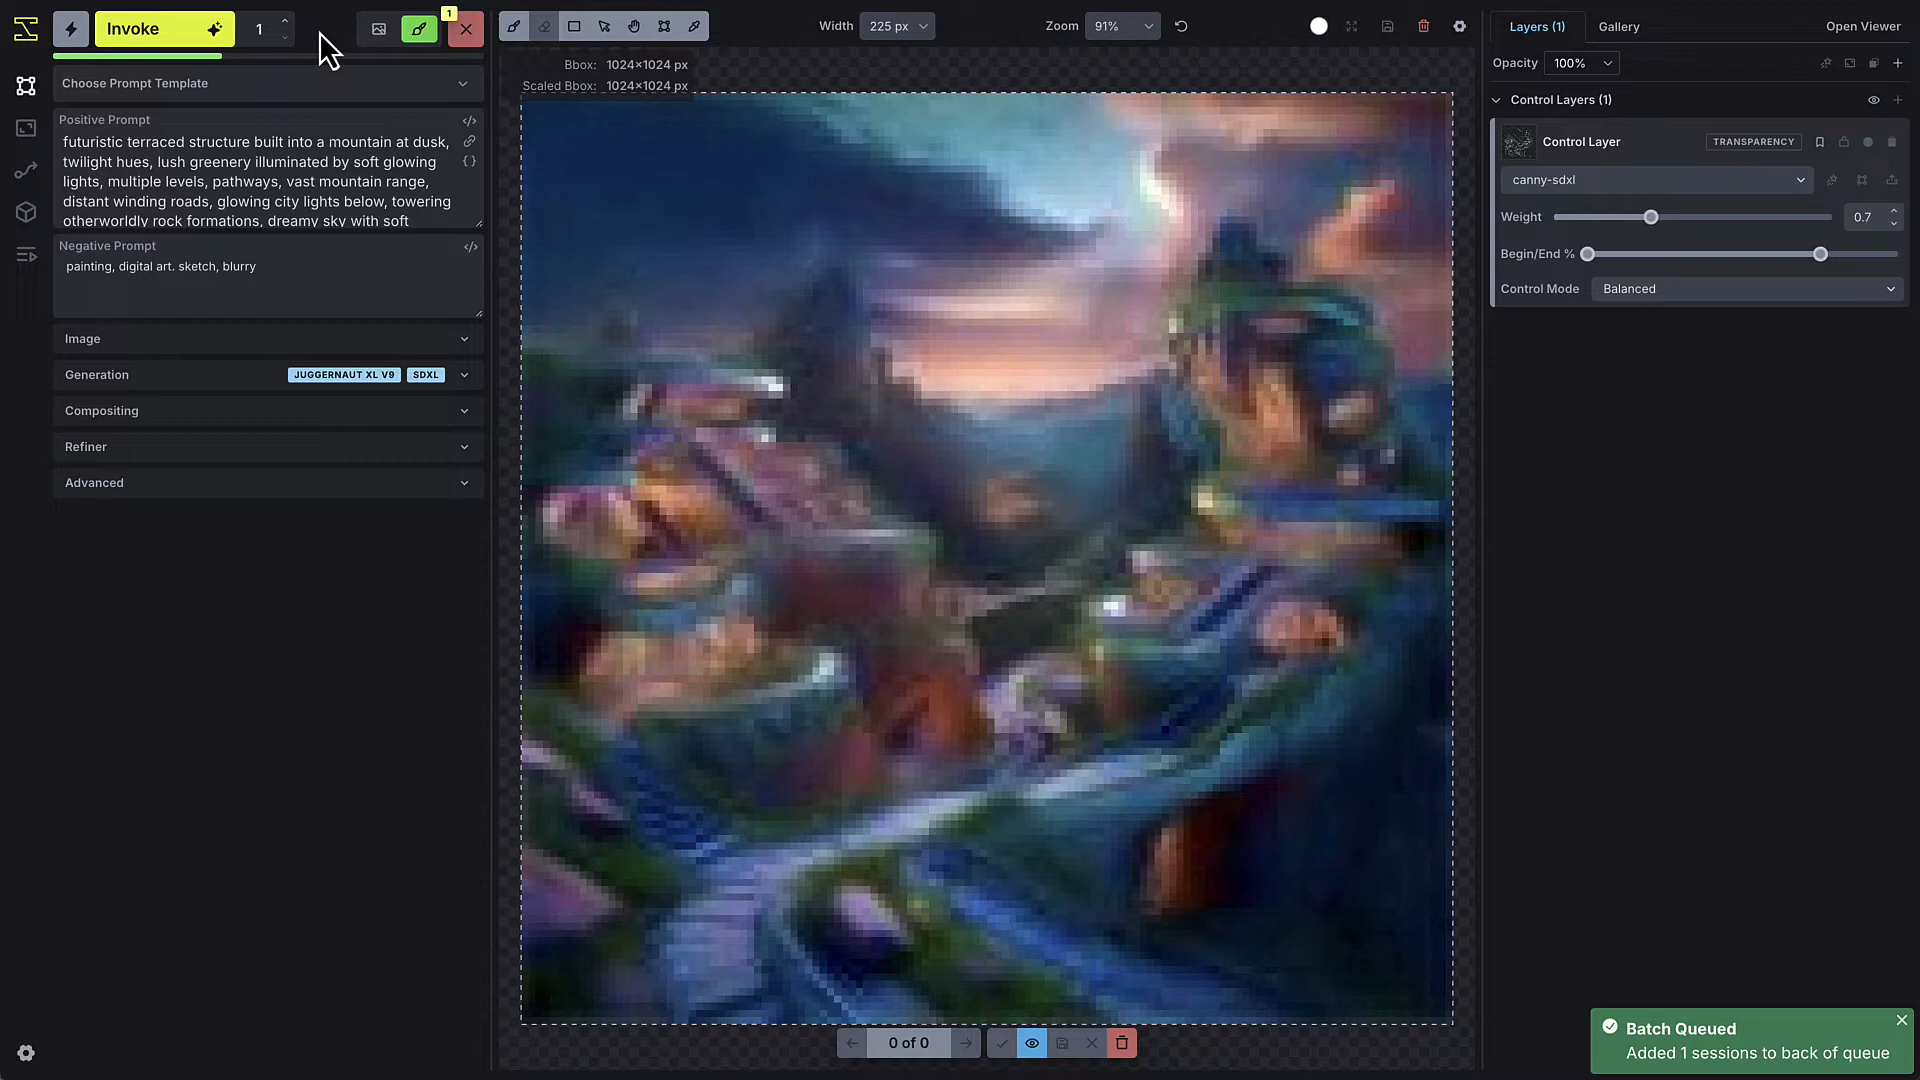 Invoke
1
1
Width
225 px
Zoom
91%
Layers (1)
Gallery
Open Viewer
Choose Prompt Template
Bbox: 1024×1024 px
Scaled Bbox: 1024×1024 px
Opacity
100%
Control Layers (1)
Positive Prompt
futuristic terraced structure built into a mountain at dusk,
twilight hues, lush greenery illuminated by soft glowing
lights, multiple levels, pathways, vast mountain range,
distant winding roads, glowing city lights below, towering
otherworldly rock formations, dreamy sky with soft
Control Layer
TRANSPARENCY
canny-sdxl
Weight
0.7
Negative Prompt
painting, digital art. sketch, blurry
Begin/End %
Control Mode
Balanced
Image
Generation
JUGGERNAUT XL V9
SDXL
Compositing
Refiner
Advanced
0 of 0
Batch Queued
Added 1 sessions to back of queue